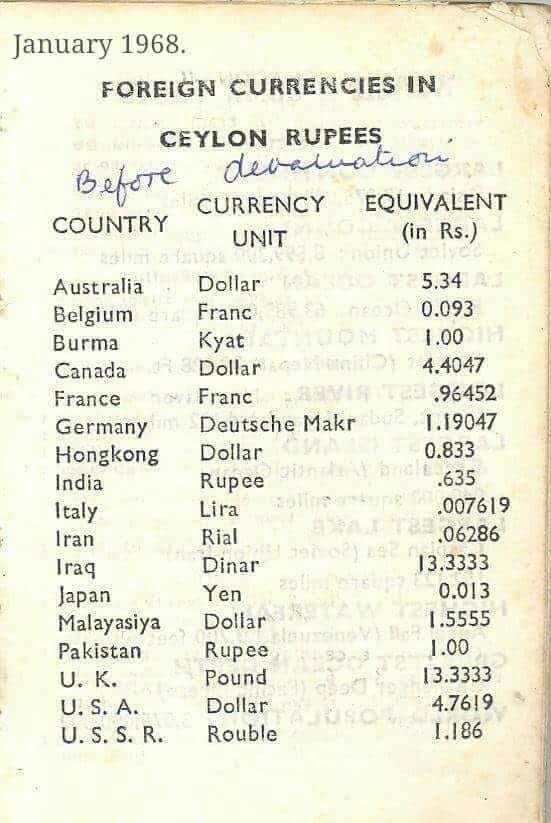 January 1968.
FOREIGN CURRENCIES IN
CEYLON RUPEES
Before devaluation
COUNTRY CURRENCY UNIT EQUIVALENT (in Rs.)
Australia Dollar 5.34
Belgium Franc 0.093
Burma Kyat 1.00
Canada Dollar 4.4047
France Franc .96452
Germany Deutsche Makr 1.19047
Hongkong Dollar 0.833
India Rupee .635
Italy Lira .007619
Iran Rial .06286
Iraq Dinar 13.3333
Japan Yen 0.013
Malayasiya Dollar 1.5555
Pakistan Rupee 1.00
U. K. Pound 13.3333
U. S. A. Dollar 4.7619
U. S. S. R. Rouble 1.186